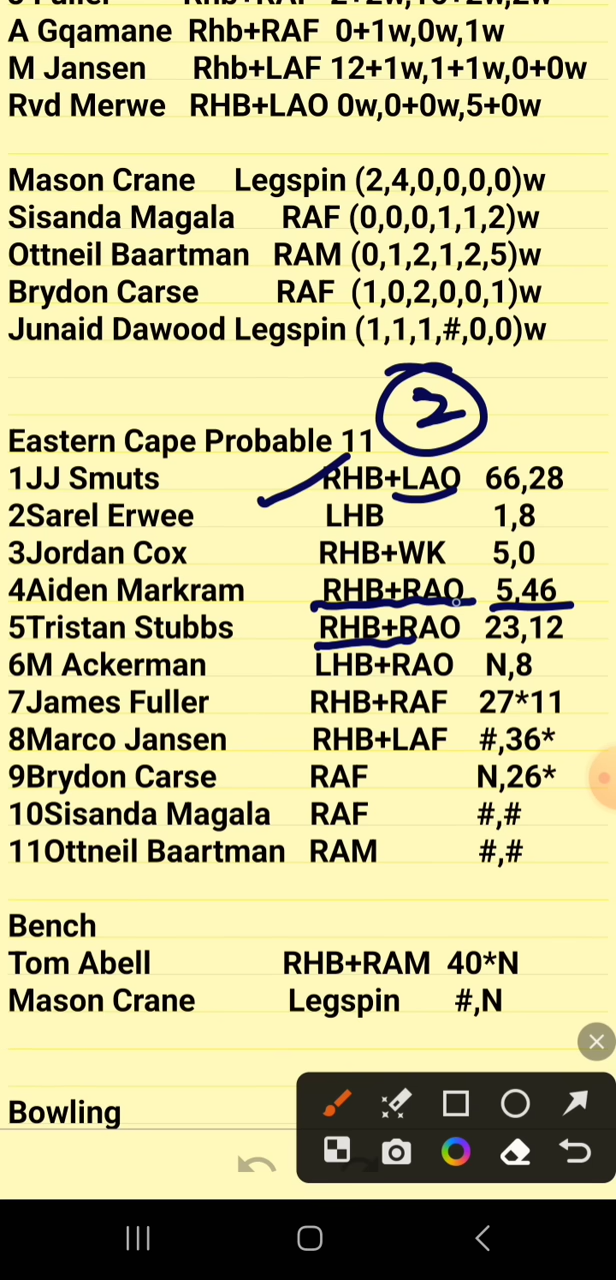 A Gqamane Rhb+RAF 0+1w,0w,1w
M Jansen Rhb+LAF 12+1w,1+1w,0+0w
Rvd Merwe RHB+LAO 0w,0+0w,5+0w
Mason Crane Legspin (2,4,0,0,0,0)w
Sisanda Magala RAF (0,0,0,1,1,2)w
Ottneil Baartman RAM (0,1,2,1,2,5)w
Brydon Carse RAF (1,0,2,0,0,1)w
Junaid Dawood Legspin (1,1,1,#,0,0)w
2
Eastern Cape Probable 11
1JJ Smuts RHB+LAO 66,28
2Sarel Erwee LHB 1,8
3Jordan Cox RHB+WK 5,0
4Aiden Markram RHB+RAO 5,46
5Tristan Stubbs RHB+RAO 23,12
6M Ackerman LHB+RAO N,8
7James Fuller RHB+RAF 27*11
8Marco Jansen RHB+LAF #,36*
9Brydon Carse RAF N,26*
10Sisanda Magala RAF #,#
11Ottneil Baartman RAM #,#
Bench
Tom Abell RHB+RAM 40*N
Mason Crane Legspin #,N
Bowling